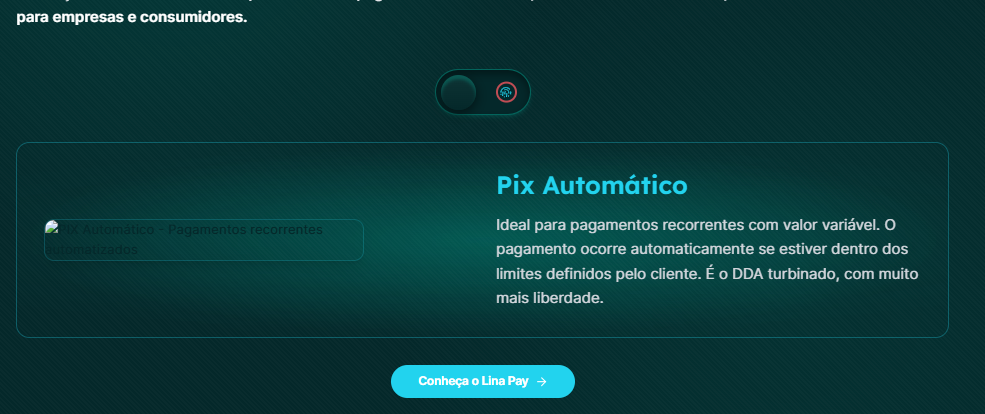 para empresas e consumidores.
Pix Automático
Ideal para pagamentos recorrentes com valor variável. O
pagamento ocorre automaticamente se estiver dentro dos
limites definidos pelo cliente. É o DDA turbinado, com muito
mais liberdade.
PIX Automático - Pagamentos recorrentes
automatizados
Conheça o Lina Pay →